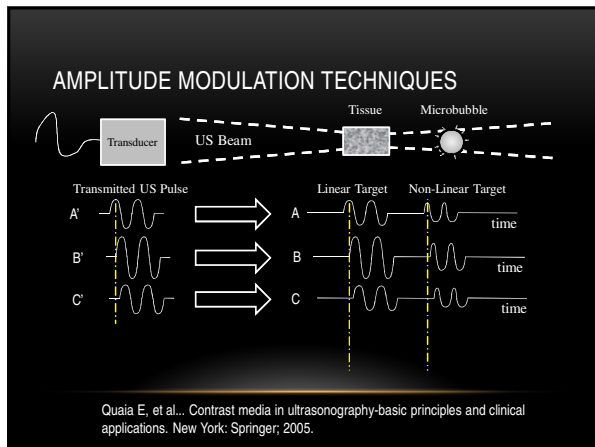 AMPLITUDE MODULATION TECHNIQUES
Tissue Microbubble
Transducer
US Beam
Transmitted US Pulse Linear Target Non-Linear Target
A' A
time
B' B
time
C' C
time
Quaia E, et al... Contrast media in ultrasonography-basic principles and clinical
applications. New York: Springer; 2005.